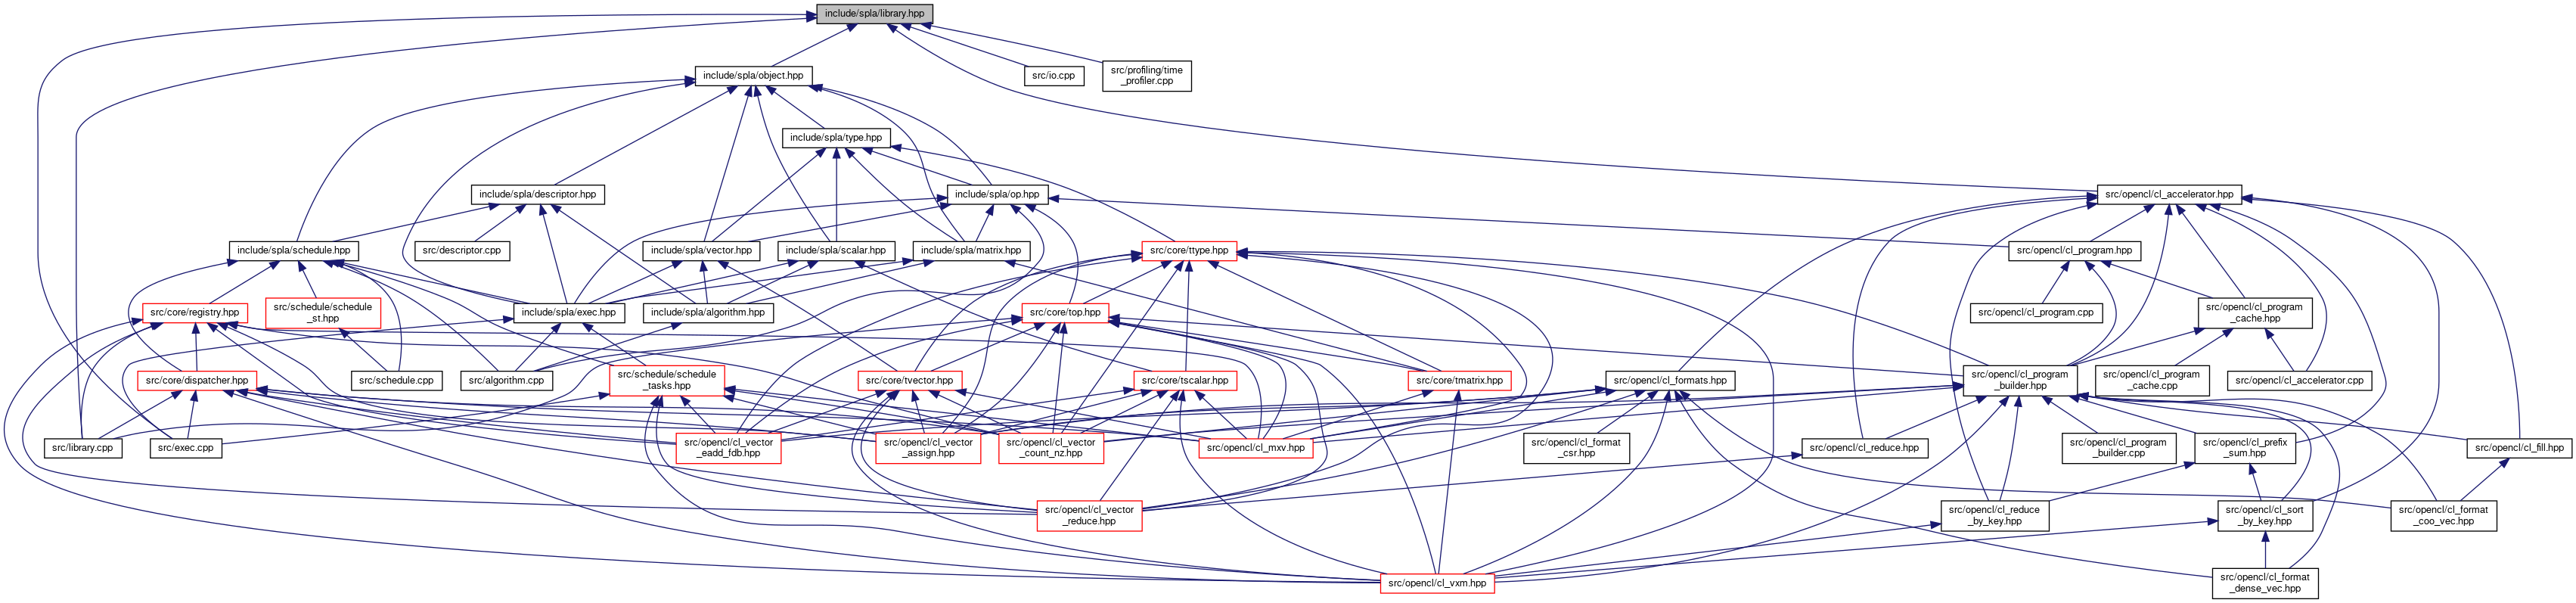 include/spla/library.hpp
include/spla/object.hpp
src/io.cpp
src/profiling/time
_profiler.cpp
include/spla/type.hpp
include/spla/descriptor.hpp
include/spla/op.hpp
src/opencl/cl_accelerator.hpp
include/spla/schedule.hpp
src/descriptor.cpp
include/spla/vector.hpp
include/spla/scalar.hpp
include/spla/matrix.hpp
src/core/ttype.hpp
src/opencl/cl_program.hpp
src/core/registry.hpp
src/schedule/schedule
_st.hpp
include/spla/exec.hpp
include/spla/algorithm.hpp
src/core/top.hpp
src/opencl/cl_program.cpp
src/opencl/cl_program
_cache.hpp
src/core/dispatcher.hpp
src/schedule.cpp
src/algorithm.cpp
src/schedule/schedule
_tasks.hpp
src/core/tvector.hpp
src/core/tscalar.hpp
src/core/tmatrix.hpp
src/opencl/cl_formats.hpp
src/opencl/cl_program
_builder.hpp
src/opencl/cl_program
_cache.cpp
src/opencl/cl_accelerator.cpp
src/library.cpp
src/exec.cpp
src/opencl/cl_vector
_eadd_fdb.hpp
src/opencl/cl_vector
_assign.hpp
src/opencl/cl_vector
_count_nz.hpp
src/opencl/cl_mxv.hpp
src/opencl/cl_format
_csr.hpp
src/opencl/cl_reduce.hpp
src/opencl/cl_program
_builder.cpp
src/opencl/cl_prefix
_sum.hpp
src/opencl/cl_fill.hpp
src/opencl/cl_vector
_reduce.hpp
src/opencl/cl_reduce
_by_key.hpp
src/opencl/cl_sort
_by_key.hpp
src/opencl/cl_format
_coo_vec.hpp
src/opencl/cl_vxm.hpp
src/opencl/cl_format
_dense_vec.hpp